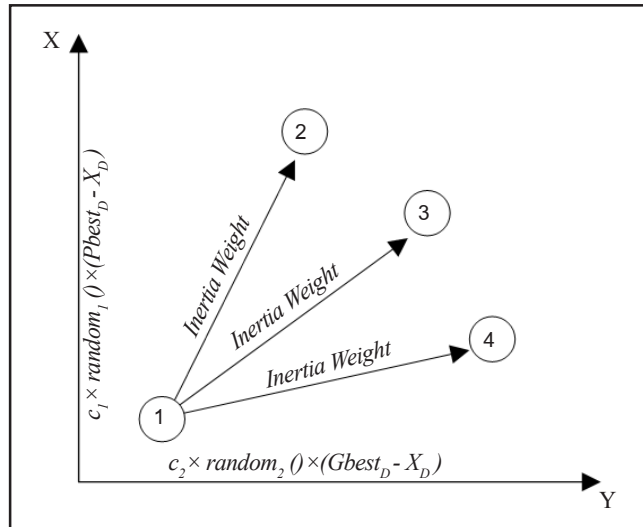 X
2
3
4
1
Inertia Weight
Inertia Weight
Inertia Weight
c₁ × random₁ () × (Pbest_D - X_D)
c₂ × random₂ () × (Gbest_D - X_D)
Y